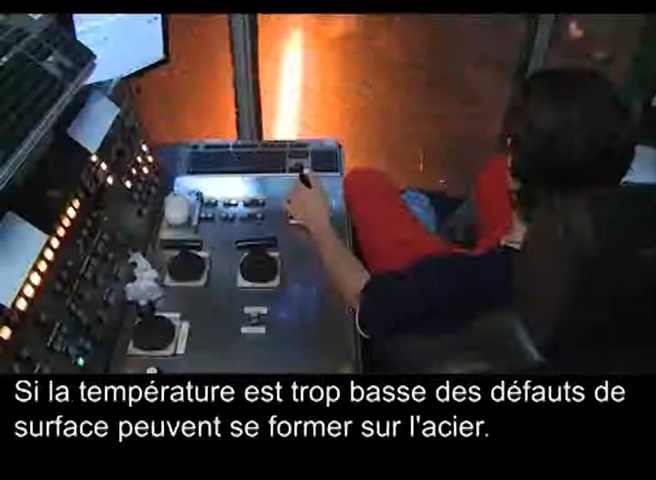 Si la température est trop basse des défauts de
surface peuvent se former sur l'acier.